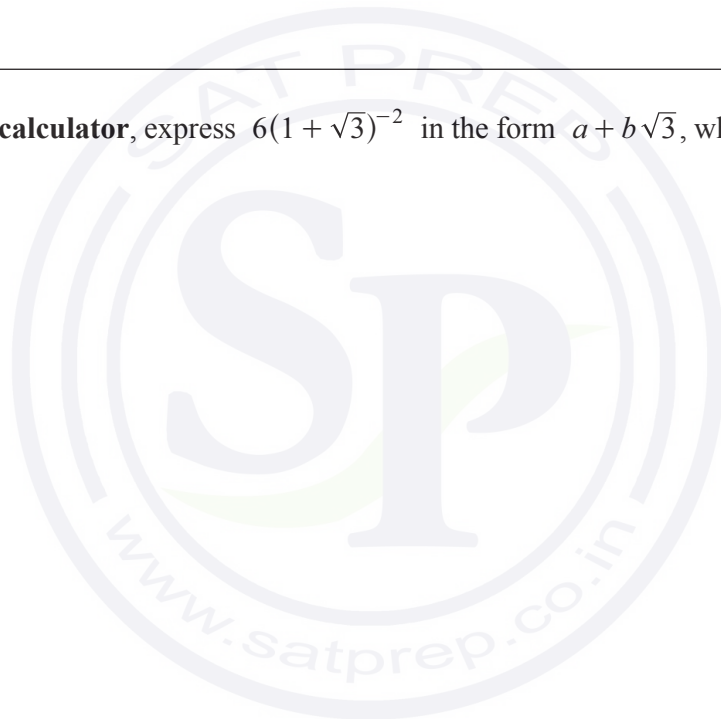 calculator, express 6(1 + √3)⁻² in the form a + b√3, wh
SAT PREP
SP
www.satprep.co.in